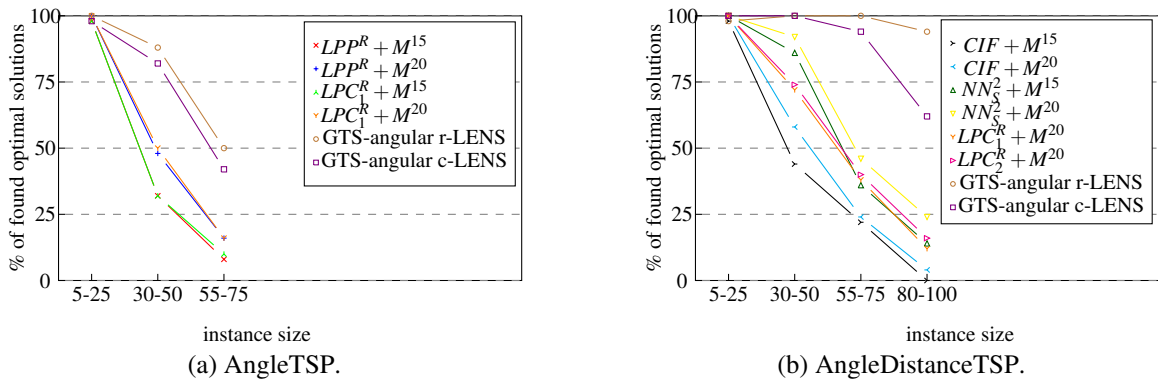 % of found optimal solutions
100
75
50
25
0
5-25 30-50 55-75
instance size
LPP^R + M^15
LPP^R + M^20
LPC_1^R + M^15
LPC_1^R + M^20
GTS-angular r-LENS
GTS-angular c-LENS
(a) AngleTSP.
% of found optimal solutions
100
75
50
25
0
5-25 30-50 55-75 80-100
instance size
CIF + M^15
CIF + M^20
NN_S^2 + M^15
NN_S^2 + M^20
LPC_1^R + M^20
LPC_2^R + M^20
GTS-angular r-LENS
GTS-angular c-LENS
(b) AngleDistanceTSP.